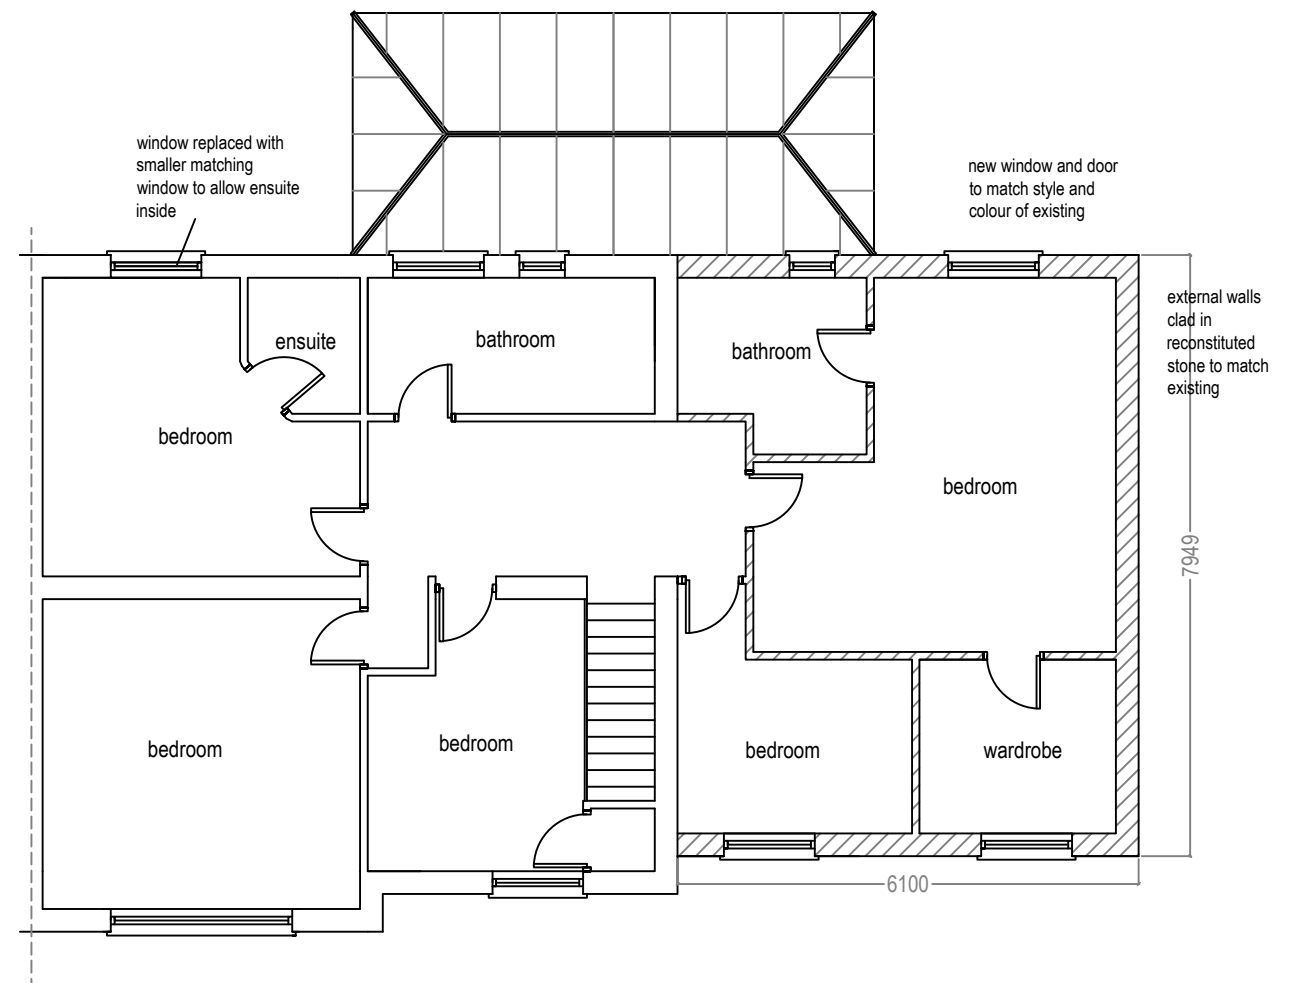 window replaced with
smaller matching
window to allow ensuite
inside
new window and door
to match style and
colour of existing
external walls
clad in
reconstituted
stone to match
existing
ensuite
bathroom
bathroom
bedroom
bedroom
7949
bedroom
bedroom
bedroom
wardrobe
6100